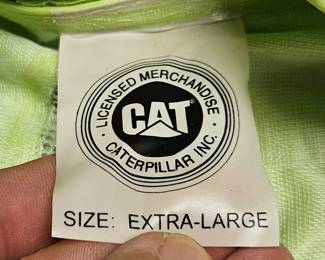 · LICENSED MERCHANDISE ·
CAT®
CATERPILLAR INC.
SIZE: EXTRA-LARGE